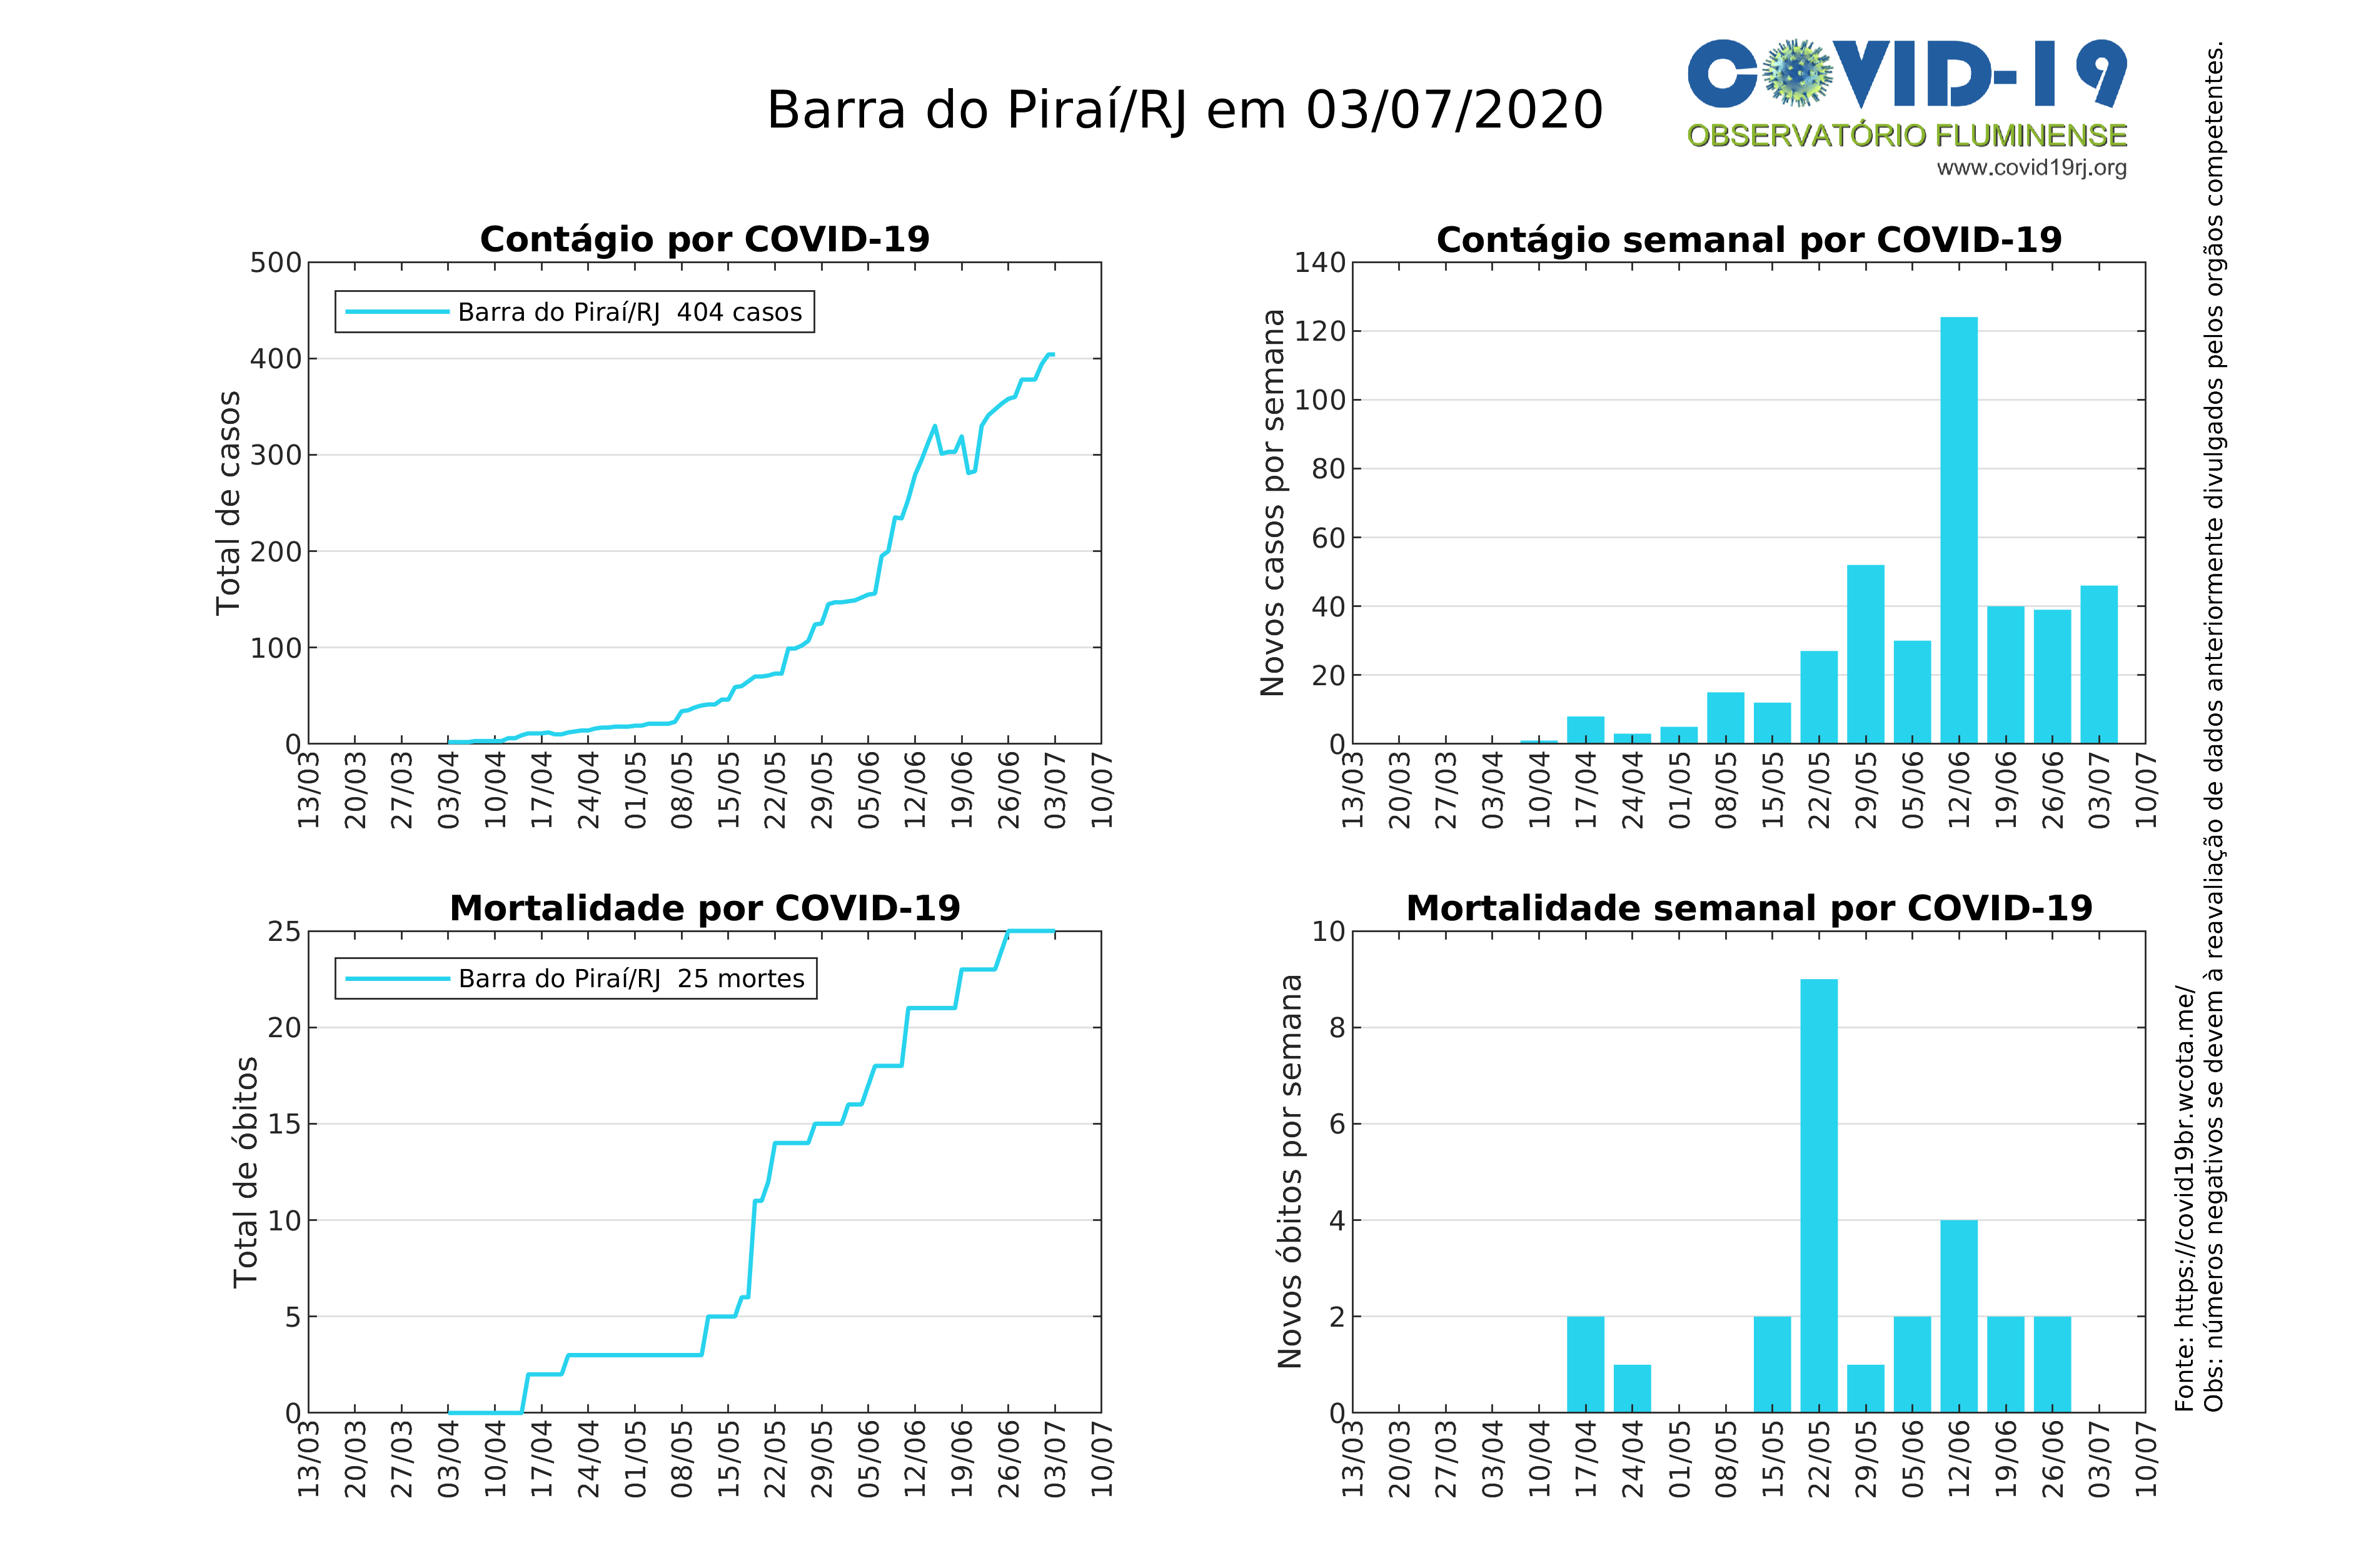 Barra do Piraí/RJ em 03/07/2020
COVID-19
OBSERVATÓRIO FLUMINENSE
www.covid19rj.org
Contágio por COVID-19
Total de casos
500
400
300
200
100
0
Barra do Piraí/RJ 404 casos
13/03 20/03 27/03 03/04 10/04 17/04 24/04 01/05 08/05 15/05 22/05 29/05 05/06 12/06 19/06 26/06 03/07 10/07
Contágio semanal por COVID-19
Novos casos por semana
140
120
100
80
60
40
20
0
13/03 20/03 27/03 03/04 10/04 17/04 24/04 01/05 08/05 15/05 22/05 29/05 05/06 12/06 19/06 26/06 03/07 10/07
Mortalidade por COVID-19
Total de óbitos
25
20
15
10
5
0
Barra do Piraí/RJ 25 mortes
13/03 20/03 27/03 03/04 10/04 17/04 24/04 01/05 08/05 15/05 22/05 29/05 05/06 12/06 19/06 26/06 03/07 10/07
Mortalidade semanal por COVID-19
Novos óbitos por semana
10
8
6
4
2
0
13/03 20/03 27/03 03/04 10/04 17/04 24/04 01/05 08/05 15/05 22/05 29/05 05/06 12/06 19/06 26/06 03/07 10/07
Fonte: https://covid19br.wcota.me/
Obs: números negativos se devem à reavaliação de dados anteriormente divulgados pelos orgãos competentes.